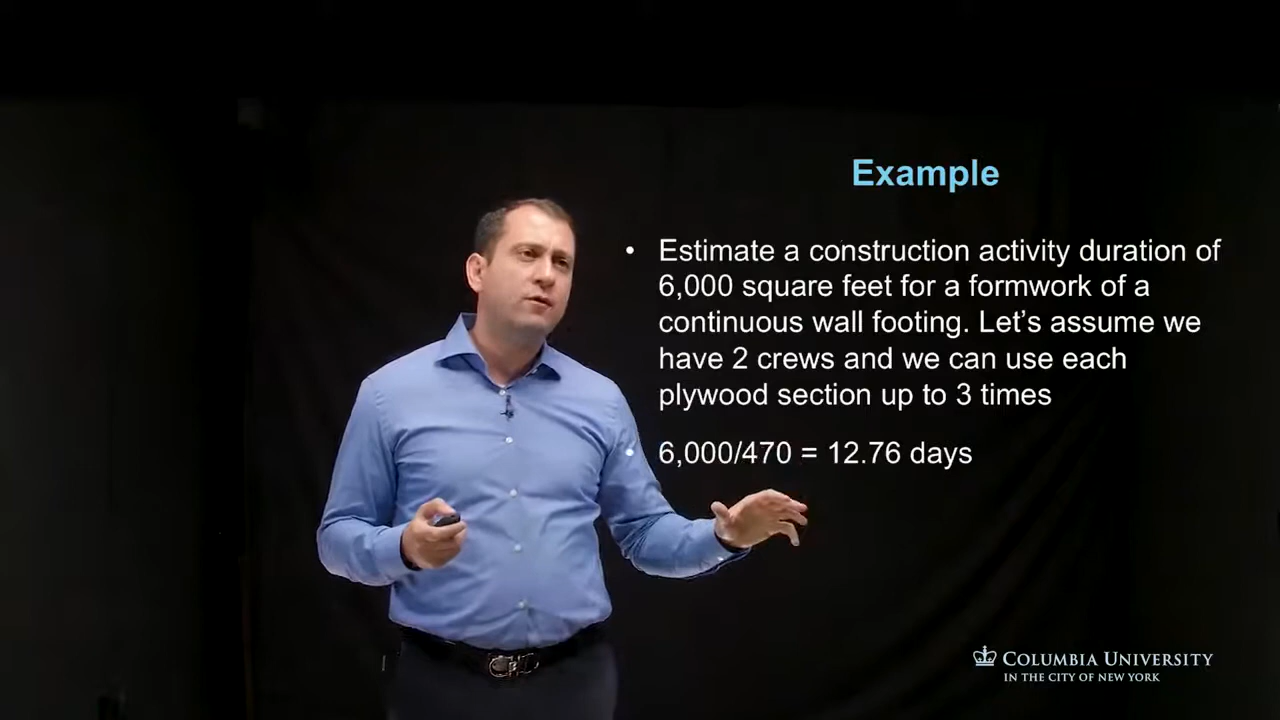 Example
• Estimate a construction activity duration of
6,000 square feet for a formwork of a
continuous wall footing. Let’s assume we
have 2 crews and we can use each
plywood section up to 3 times
• 6,000/470 = 12.76 days
COLUMBIA UNIVERSITY
IN THE CITY OF NEW YORK